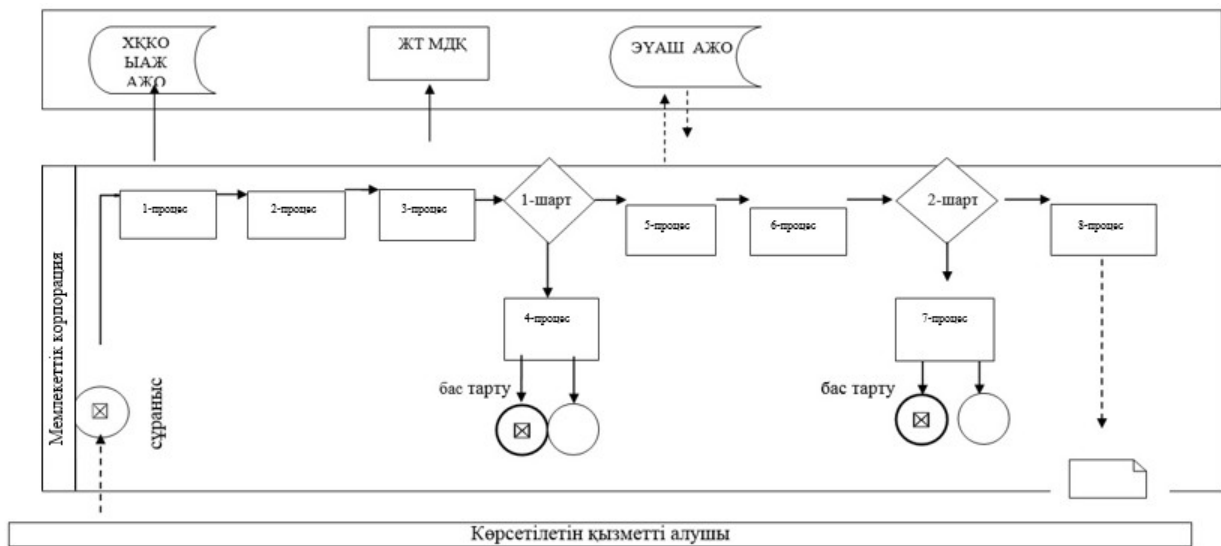 ХҚКО
ЫАЖ
АЖО
ЖТ МДҚ
ЭҮАШ АЖО
Мемлекеттік корпорация
1-процес
2-процес
3-процес
1-шарт
5-процес
6-процес
2-шарт
8-процес
4-процес
7-процес
бас тарту
бас тарту
сұраныс
Көрсетілетін қызметті алушы